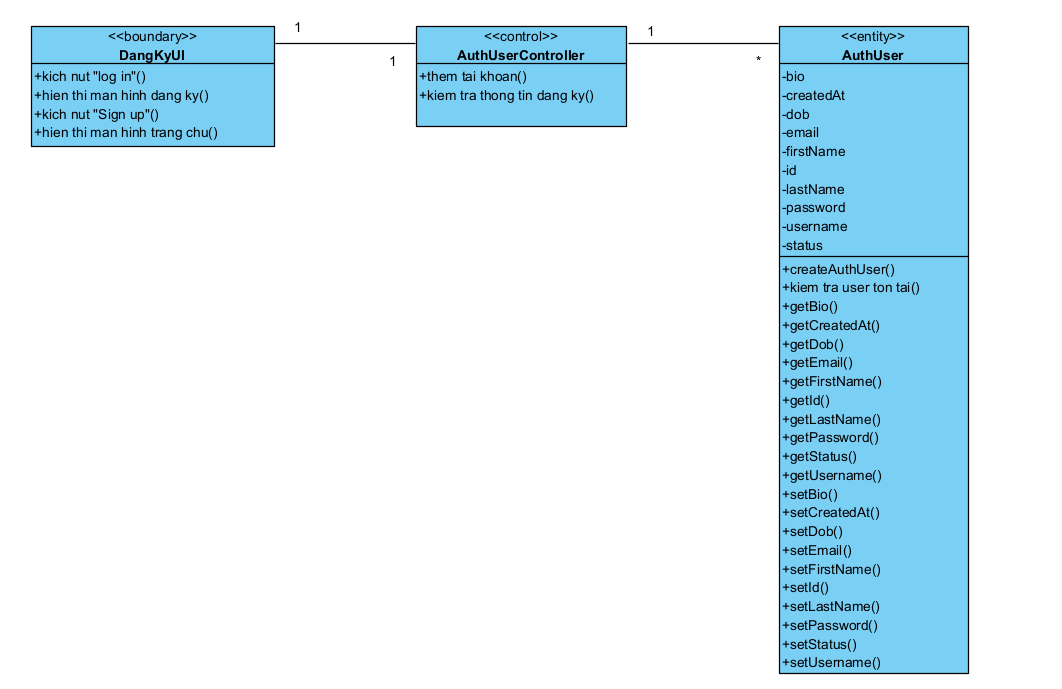 <<boundary>>
DangKyUI
+kich nut "log in"()
+hien thi man hinh dang ky()
+kich nut "Sign up"()
+hien thi man hinh trang chu()
1
1
<<control>>
AuthUserController
+them tai khoan()
+kiem tra thong tin dang ky()
1
*
<<entity>>
AuthUser
-bio
-createdAt
-dob
-email
-firstName
-id
-lastName
-password
-username
-status
+createAuthUser()
+kiem tra user ton tai()
+getBio()
+getCreatedAt()
+getDob()
+getEmail()
+getFirstName()
+getId()
+getLastName()
+getPassword()
+getStatus()
+getUsername()
+setBio()
+setCreatedAt()
+setDob()
+setEmail()
+setFirstName()
+setId()
+setLastName()
+setPassword()
+setStatus()
+setUsername()